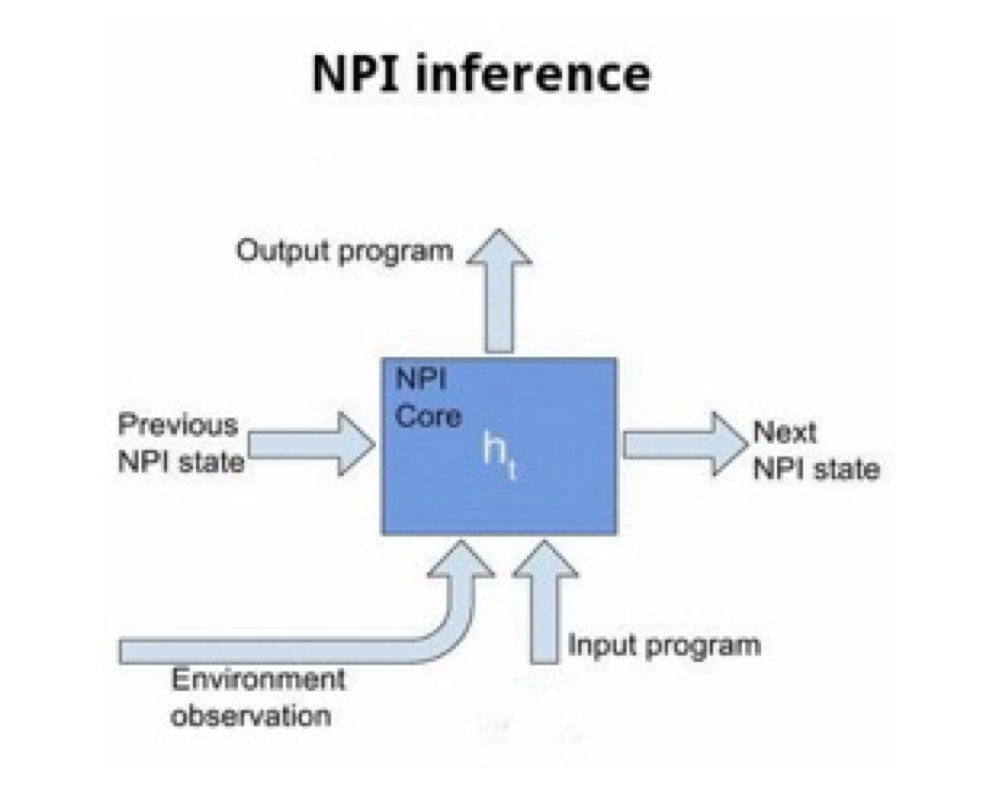 NPI inference
Output program
NPI
Core
h_t
Previous
NPI state
Next
NPI state
Input program
Environment
observation